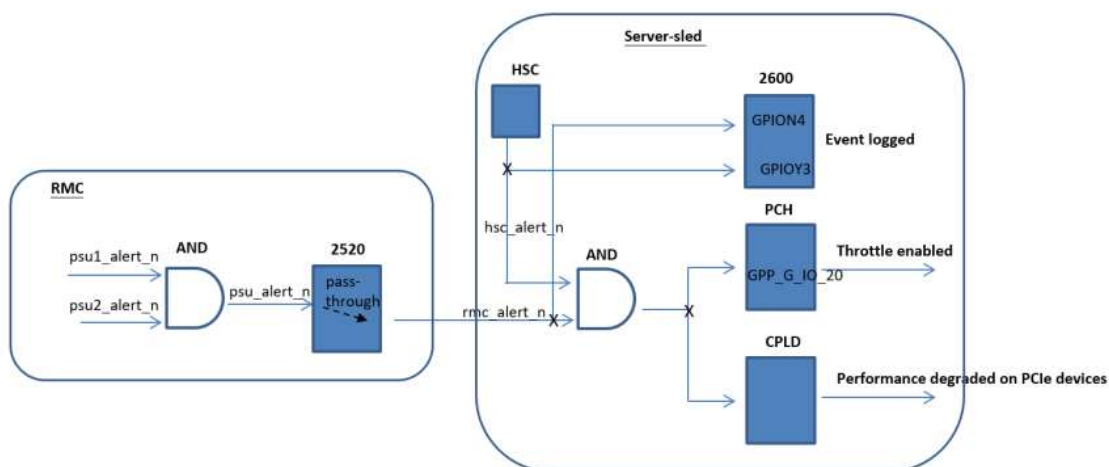 Server-sled
HSC
2600
GPION4
Event logged
GPIOY3
RMC
PCH
hsc_alert_n
AND
2520
AND
Throttle enabled
psu1_alert_n
pass-
through
GPP_G_IO_20
psu_alert_n
psu2_alert_n
rmc_alert_n
CPLD
Performance degraded on PCIe devices